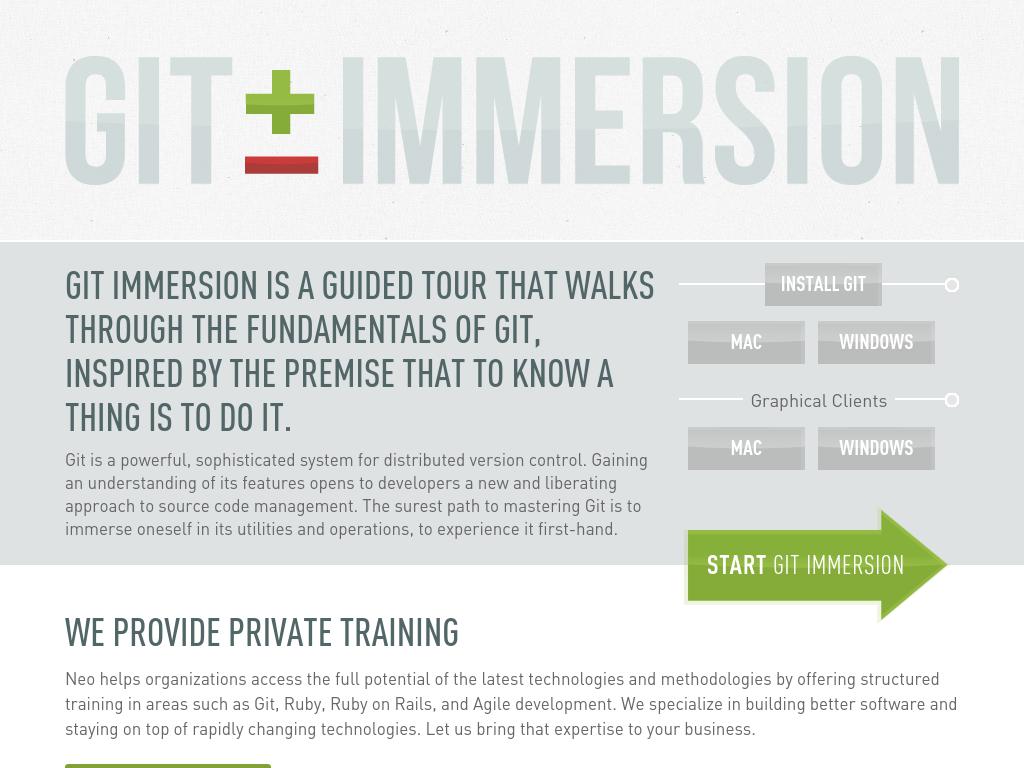 GIT ± IMMERSION
GIT IMMERSION IS A GUIDED TOUR THAT WALKS
THROUGH THE FUNDAMENTALS OF GIT,
INSPIRED BY THE PREMISE THAT TO KNOW A
THING IS TO DO IT.
Git is a powerful, sophisticated system for distributed version control. Gaining
an understanding of its features opens to developers a new and liberating
approach to source code management. The surest path to mastering Git is to
immerse oneself in its utilities and operations, to experience it first-hand.
INSTALL GIT
MAC WINDOWS
Graphical Clients
MAC WINDOWS
START GIT IMMERSION
WE PROVIDE PRIVATE TRAINING
Neo helps organizations access the full potential of the latest technologies and methodologies by offering structured
training in areas such as Git, Ruby, Ruby on Rails, and Agile development. We specialize in building better software and
staying on top of rapidly changing technologies. Let us bring that expertise to your business.